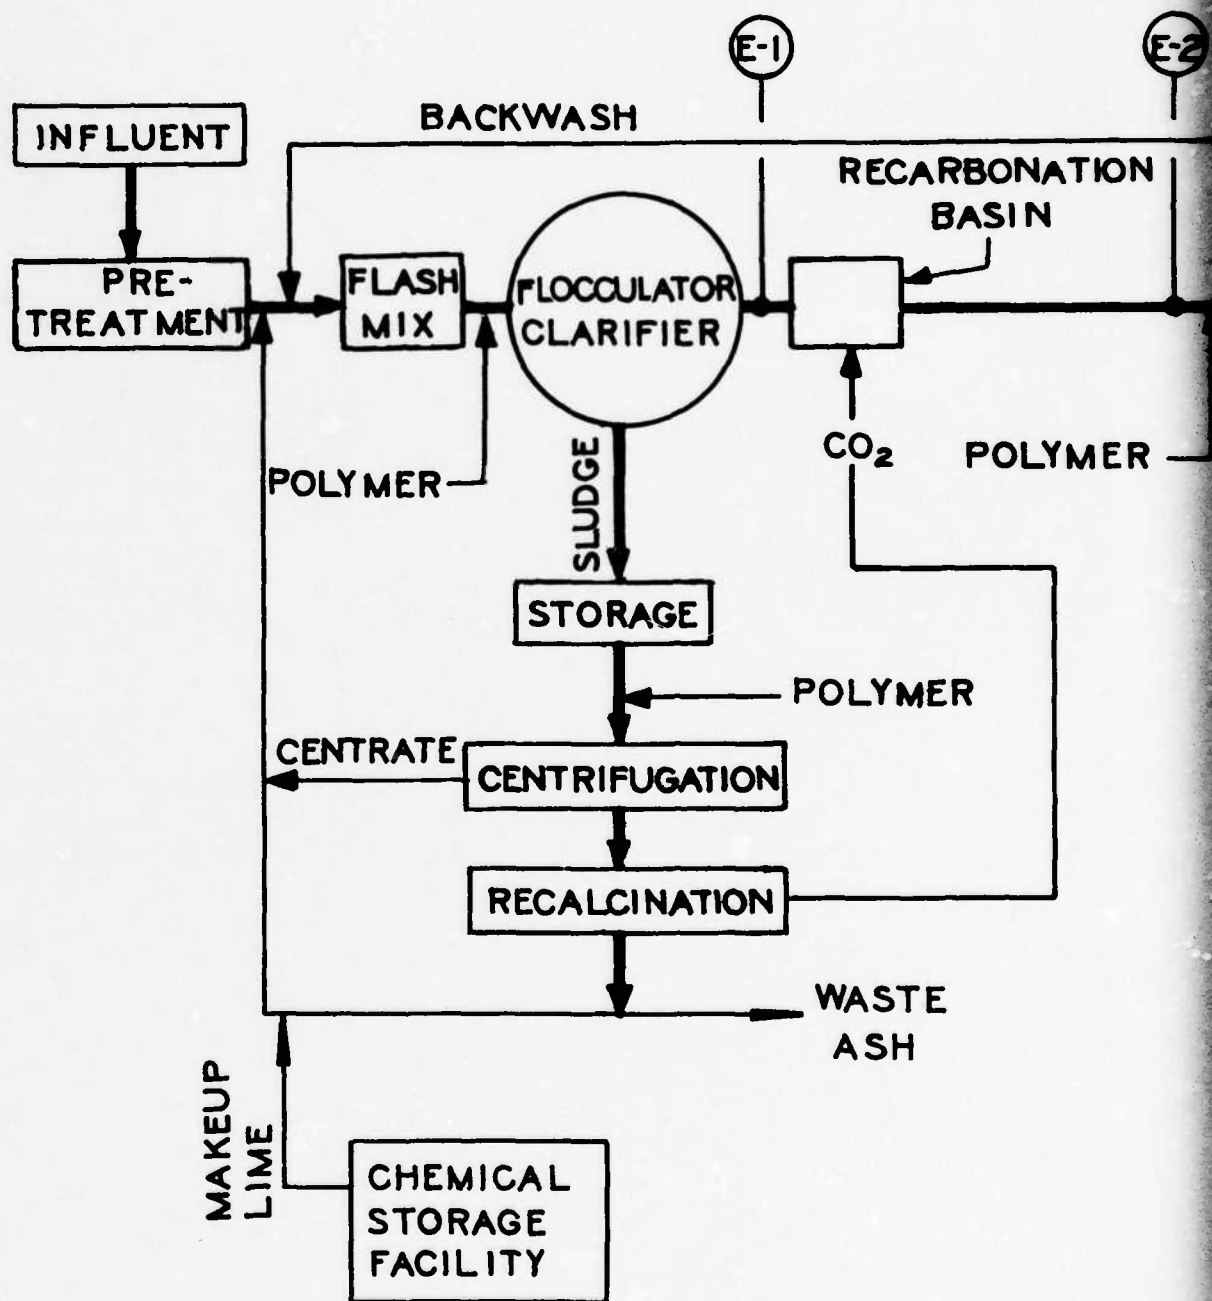 E-1
E-2
BACKWASH
INFLUENT
RECARBONATION
BASIN
PRE-
TREATMENT
FLASH
MIX
FLOCCULATOR
CLARIFIER
POLYMER
SLUDGE
CO₂
POLYMER
STORAGE
POLYMER
CENTRATE
CENTRIFUGATION
RECALCINATION
WASTE
ASH
MAKEUP
LIME
CHEMICAL
STORAGE
FACILITY